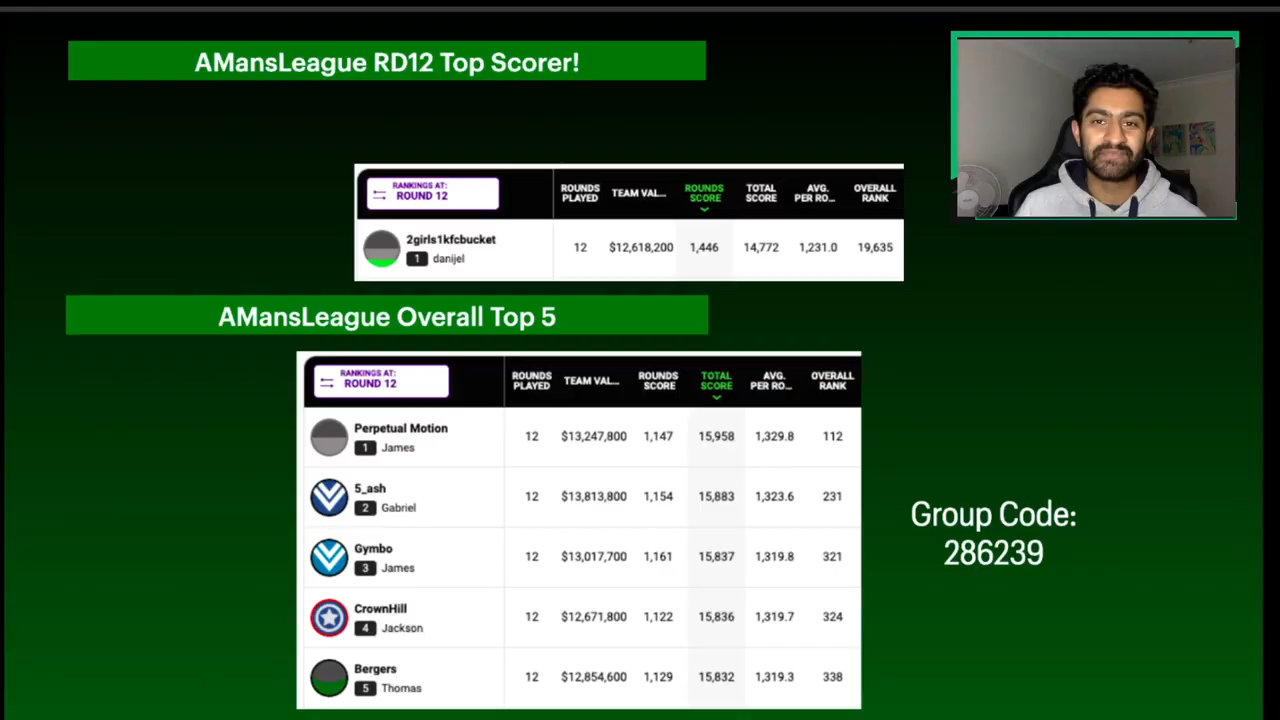 AMansLeague RD12 Top Scorer!
RANKINGS AT:
ROUND 12
ROUNDS PLAYED TEAM VAL... ROUNDS SCORE TOTAL SCORE AVG. PER RO... OVERALL RANK
2girls1kfcbucket
1 danijel
12 $12,618,200 1,446 14,772 1,231.0 19,635
AMansLeague Overall Top 5
RANKINGS AT:
ROUND 12
ROUNDS PLAYED TEAM VAL... ROUNDS SCORE TOTAL SCORE AVG. PER RO... OVERALL RANK
Perpetual Motion
1 James
12 $13,247,800 1,147 15,958 1,329.8 112
5_ash
2 Gabriel
12 $13,813,800 1,154 15,883 1,323.6 231
Gymbo
3 James
12 $13,017,700 1,161 15,837 1,319.8 321
CrownHill
4 Jackson
12 $12,671,800 1,122 15,836 1,319.7 324
Bergers
5 Thomas
12 $12,854,600 1,129 15,832 1,319.3 338
Group Code:
286239